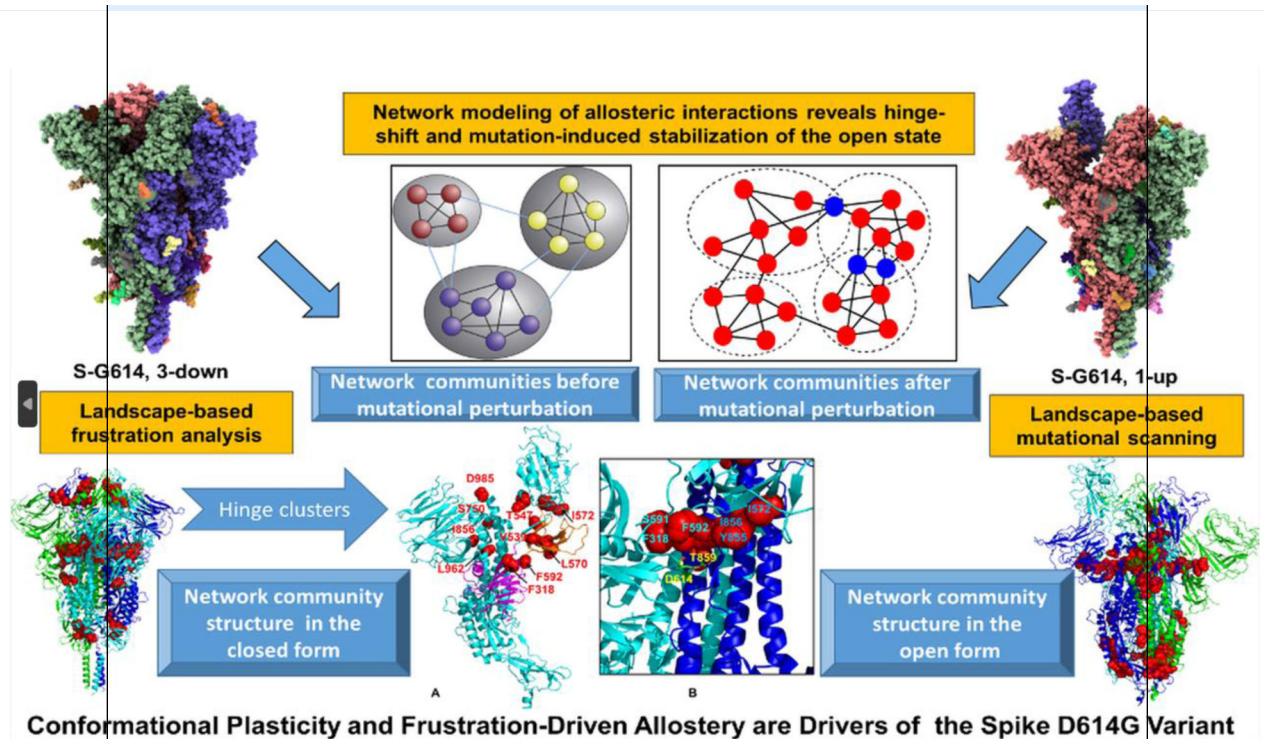 Network modeling of allosteric interactions reveals hinge-
shift and mutation-induced stabilization of the open state
S-G614, 3-down
S-G614, 1-up
Network communities before
mutational perturbation
Network communities after
mutational perturbation
Landscape-based
frustration analysis
Landscape-based
mutational scanning
Hinge clusters
D985
S750
T547
I572
I856
V539
L570
L962
F592
F318
S591
F318
F592
I856
I572
Y855
T859
D614
Network community
structure in the
closed form
Network community
structure in the
open form
A
B
Conformational Plasticity and Frustration-Driven Allostery are Drivers of the Spike D614G Variant